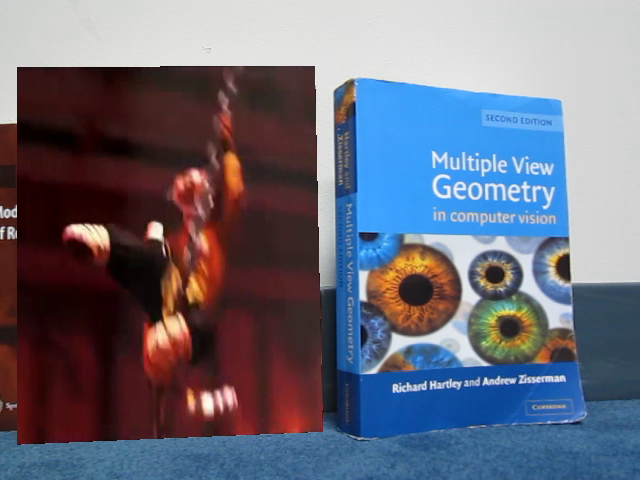 SECOND EDITION
Multiple View
Geometry
in computer vision
Richard Hartley and Andrew Zisserman
CAMBRIDGE
Hartley and
Zisserman
Multiple View Geometry